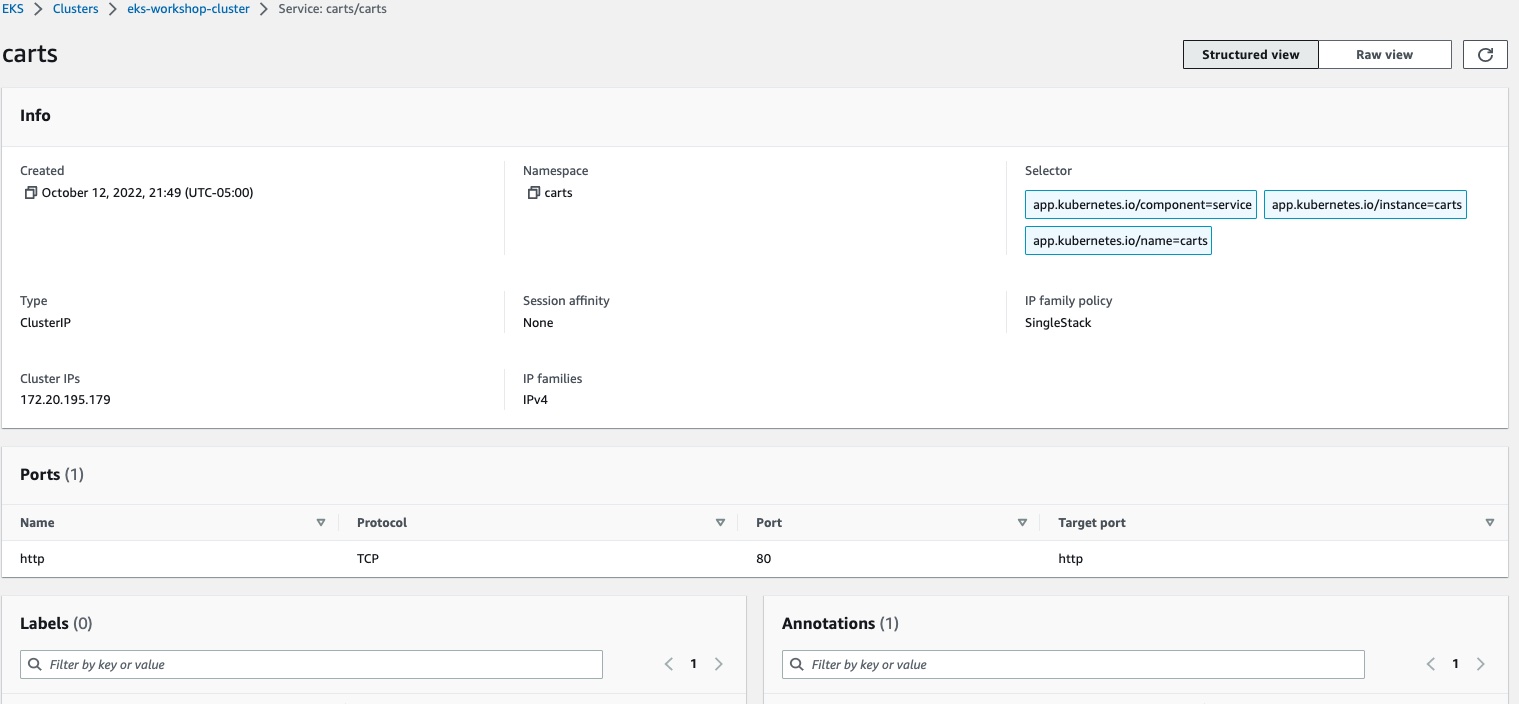 EKS > Clusters > eks-workshop-cluster > Service: carts/carts
carts
Structured view Raw view
Info
Created Namespace Selector
October 12, 2022, 21:49 (UTC-05:00) carts app.kubernetes.io/component=service app.kubernetes.io/instance=carts
app.kubernetes.io/name=carts
Type Session affinity IP family policy
ClusterIP None SingleStack
Cluster IPs IP families
172.20.195.179 IPv4
Ports (1)
Name Protocol Port Target port
http TCP 80 http
Labels (0) Annotations (1)
Filter by key or value 1 Filter by key or value 1